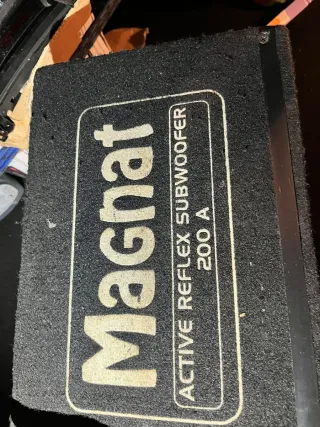 Magnat
ACTIVE REFLEX SUBWOOFER
200 A